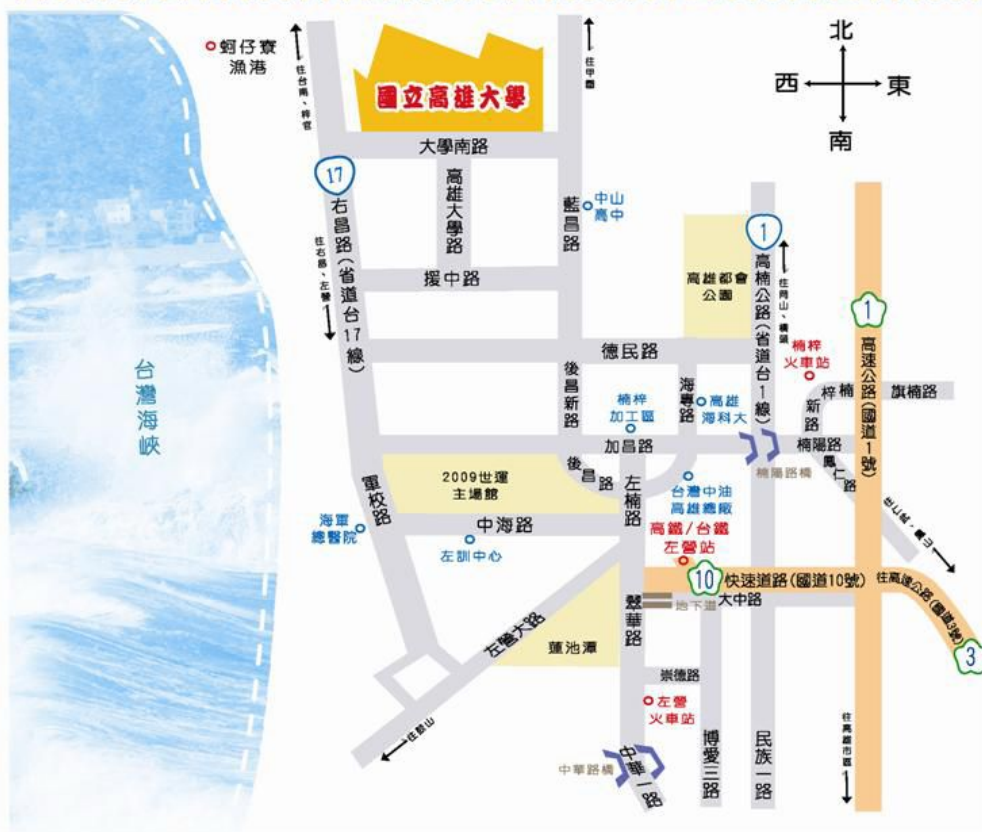 北
西
東
南
蚵仔寮
漁港
往台南、梓官
國立高雄大學
往甲圍
大學南路
17
右昌路(省道台17線)
往右昌、左營
高雄大學路
藍昌路
中山
高中
1
高楠公路(省道台1線)
往岡山、橋頭
高雄都會
公園
援中路
1
高速公路(國道1號)
德民路
楠梓
火車站
台灣海峽
後昌新路
海專路
楠梓
加工區
高雄
海科大
梓楠
新路
旗楠路
加昌路
楠陽路
楠陽路橋
鳳仁路
2009世運
主場館
後昌路
左楠路
台灣中油
高雄總廠
往仁武、鳳山
軍校路
海軍
總醫院
中海路
左訓中心
高鐵/台鐵
左營站
10
快速道路(國道10號)
往高速公路(國道3號)
3
地下道
大中路
翠華路
左營大路
蓮池潭
崇德路
左營
火車站
往鼓山
中華路橋
中華一路
博愛三路
民族一路
往高雄市區